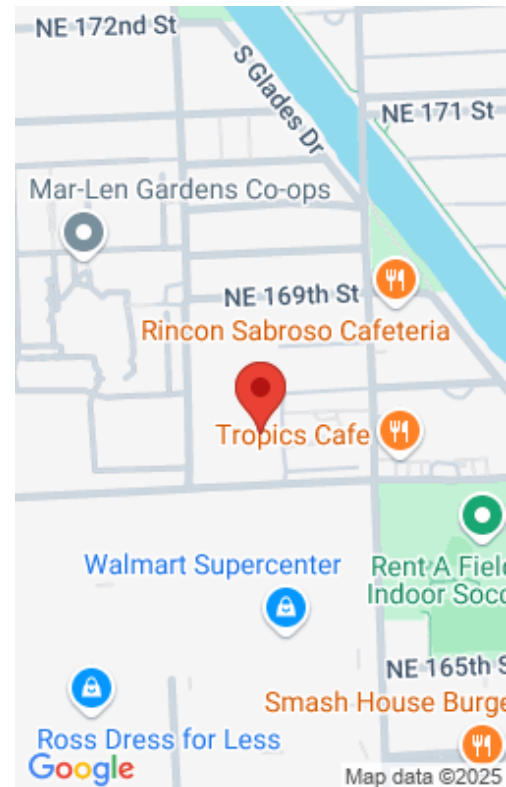 NE 172nd St
S Glades Dr
NE 171 St
Mar-Len Gardens Co-ops
NE 169th St
Rincon Sabroso Cafeteria
Tropics Cafe
Walmart Supercenter
Rent A Fiel
Indoor Socc
NE 165th S
Smash House Burge
Ross Dress for Less
Google
Map data ©2025